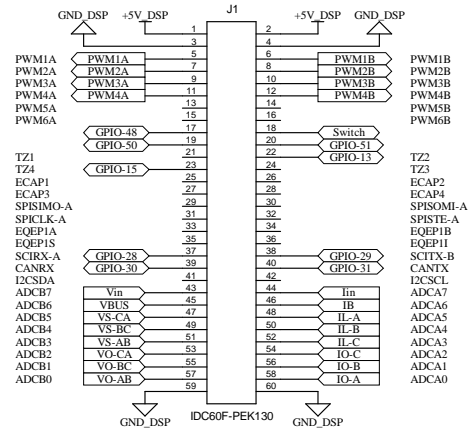 J1
GND_DSP +5V_DSP +5V_DSP GND_DSP
1 2
3 4
PWM1A PWM1A 5 6 PWM1B PWM1B
PWM2A PWM2A 7 8 PWM2B PWM2B
PWM3A PWM3A 9 10 PWM3B PWM3B
PWM4A PWM4A 11 12 PWM4B PWM4B
PWM5A 13 14 PWM5B
PWM6A 15 16 PWM6B
GPIO-48 17 18 Switch
GPIO-50 19 20 GPIO-51
TZ1 21 22 GPIO-13 TZ2
TZ4 GPIO-15 23 24 TZ3
ECAP1 25 26 ECAP2
ECAP3 27 28 ECAP4
SPISIMO-A 29 30 SPISOMI-A
SPICLK-A 31 32 SPISTE-A
EQEP1A 33 34 EQEP1B
EQEP1S 35 36 EQEP1I
SCIRX-A GPIO-28 37 38 GPIO-29 SCITX-B
CANRX GPIO-30 39 40 GPIO-31 CANTX
I2CSDA 41 42 I2CSCL
ADCB7 Vin 43 44 Iin ADCA7
ADCB6 VBUS 45 46 IB ADCA6
ADCB5 VS-CA 47 48 IL-A ADCA5
ADCB4 VS-BC 49 50 IL-B ADCA4
ADCB3 VS-AB 51 52 IL-C ADCA3
ADCB2 VO-CA 53 54 IO-C ADCA2
ADCB1 VO-BC 55 56 IO-B ADCA1
ADCB0 VO-AB 57 58 IO-A ADCA0
59 60
GND_DSP IDC60F-PEK130 GND_DSP